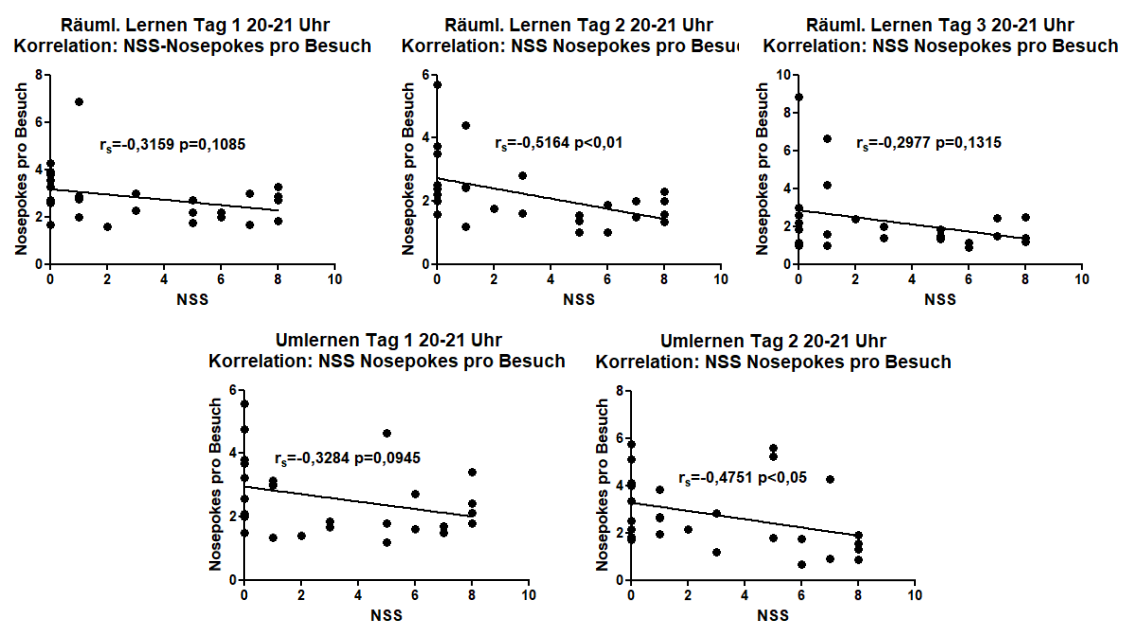 Räuml. Lernen Tag 1 20-21 Uhr
Korrelation: NSS-Nosepokes pro Besuch
Nosepokes pro Besuch
8
6
4
2
0
r_s=-0,3159 p=0,1085
0 2 4 6 8 10
NSS
Räuml. Lernen Tag 2 20-21 Uhr
Korrelation: NSS Nosepokes pro Besu
Nosepokes pro Besuch
6
4
2
0
r_s=-0,5164 p<0,01
0 2 4 6 8 10
NSS
Räuml. Lernen Tag 3 20-21 Uhr
Korrelation: NSS Nosepokes pro Besuch
Nosepokes pro Besuch
10
8
6
4
2
0
r_s=-0,2977 p=0,1315
0 2 4 6 8 10
NSS
Umlernen Tag 1 20-21 Uhr
Korrelation: NSS Nosepokes pro Besuch
Nosepokes pro Besuch
6
4
2
0
r_s=-0,3284 p=0,0945
0 2 4 6 8 10
NSS
Umlernen Tag 2 20-21 Uhr
Korrelation: NSS Nosepokes pro Besuch
Nosepokes pro Besuch
8
6
4
2
0
r_s=-0,4751 p<0,05
0 2 4 6 8 10
NSS